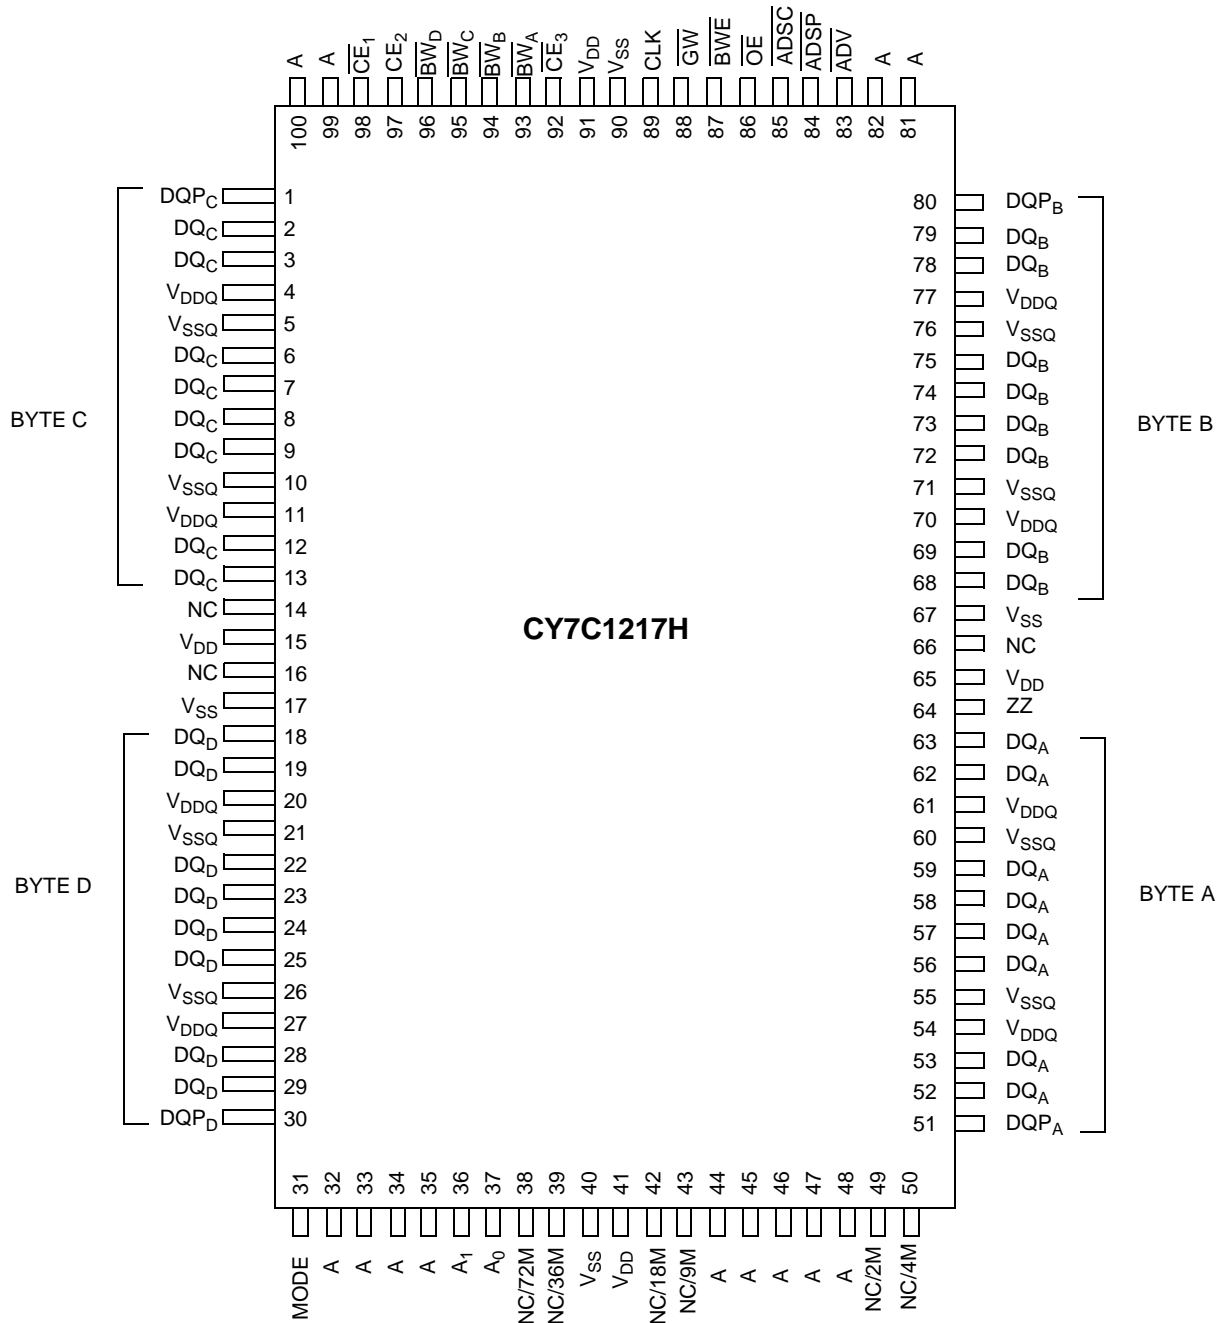 A A CE1 CE2 BWD BWC BWB BWA CE3 VDD VSS CLK GW BWE OE ADSC ADSP ADV A A
100 99 98 97 96 95 94 93 92 91 90 89 88 87 86 85 84 83 82 81
BYTE C
DQPC 1
DQC 2
DQC 3
VDDQ 4
VSSQ 5
DQC 6
DQC 7
DQC 8
DQC 9
VSSQ 10
VDDQ 11
DQC 12
DQC 13
NC 14
VDD 15
NC 16
VSS 17
BYTE D
DQD 18
DQD 19
VDDQ 20
VSSQ 21
DQD 22
DQD 23
DQD 24
DQD 25
VSSQ 26
VDDQ 27
DQD 28
DQD 29
DQPD 30
CY7C1217H
80 DQPB
79 DQB
78 DQB
77 VDDQ
76 VSSQ
75 DQB
74 DQB
73 DQB
72 DQB
71 VSSQ
70 VDDQ
69 DQB
68 DQB
BYTE B
67 VSS
66 NC
65 VDD
64 ZZ
63 DQA
62 DQA
61 VDDQ
60 VSSQ
59 DQA
58 DQA
57 DQA
56 DQA
55 VSSQ
54 VDDQ
53 DQA
52 DQA
51 DQPA
BYTE A
31 32 33 34 35 36 37 38 39 40 41 42 43 44 45 46 47 48 49 50
MODE A A A A A1 A0 NC/72M NC/36M VSS VDD NC/18M NC/9M A A A A A NC/2M NC/4M